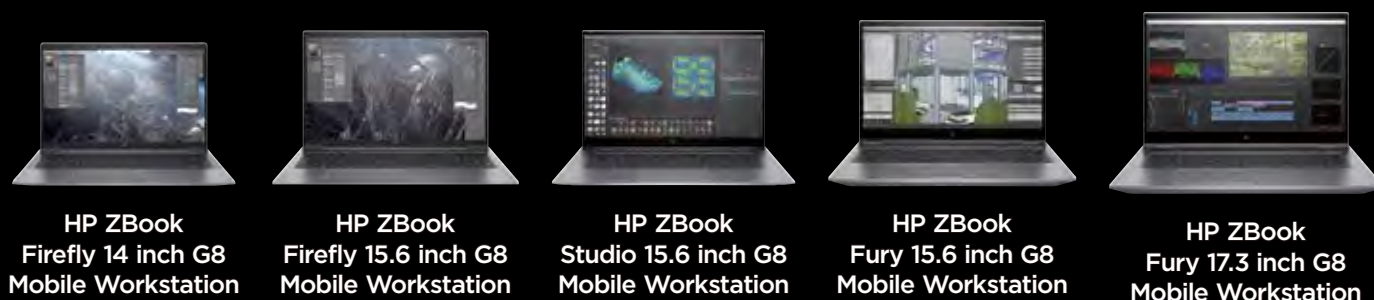 HP ZBook
Firefly 14 inch G8
Mobile Workstation
HP ZBook
Firefly 15.6 inch G8
Mobile Workstation
HP ZBook
Studio 15.6 inch G8
Mobile Workstation
HP ZBook
Fury 15.6 inch G8
Mobile Workstation
HP ZBook
Fury 17.3 inch G8
Mobile Workstation